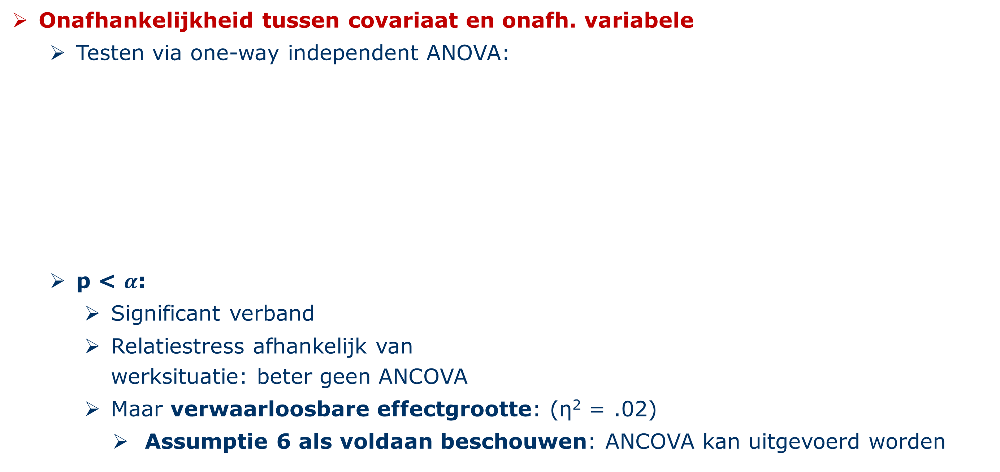 ➢ Onafhankelijkheid tussen covariaat en onafh. variabele
➢ Testen via one-way independent ANOVA:
➢ p < α:
➢ Significant verband
➢ Relatiestress afhankelijk van
werksituatie: beter geen ANCOVA
➢ Maar verwaarloosbare effectgrootte: (η² = .02)
➢ Assumptie 6 als voldaan beschouwen: ANCOVA kan uitgevoerd worden